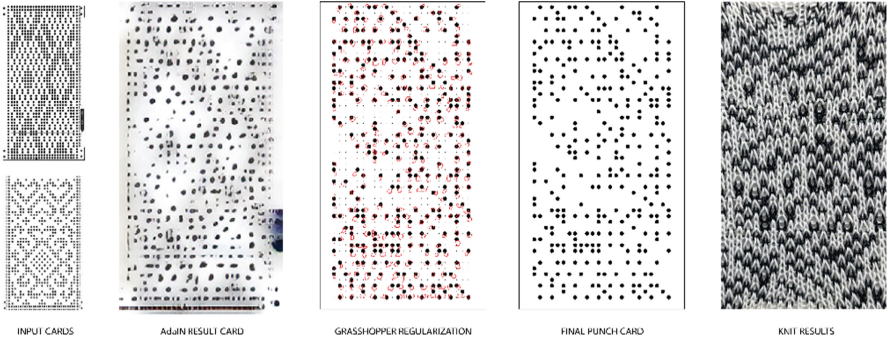 INPUT CARDS
AdaIN RESULT CARD
GRASSHOPPER REGULARIZATION
FINAL PUNCH CARD
KNIT RESULTS